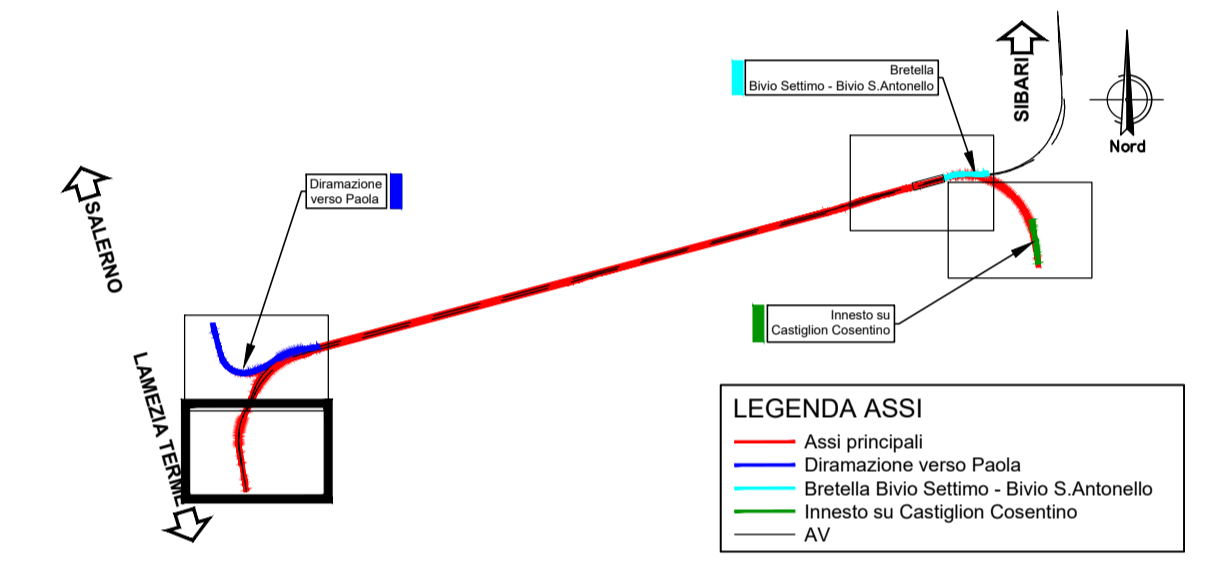 Bretella
Bivio Settimo - Bivio S.Antonello
SIBARI
Nord
Diramazione
verso Paola
SALERNO
Innesto su
Castiglion Cosentino
LAMEZIA TERME
LEGENDA ASSI
Assi principali
Diramazione verso Paola
Bretella Bivio Settimo - Bivio S.Antonello
Innesto su Castiglion Cosentino
AV